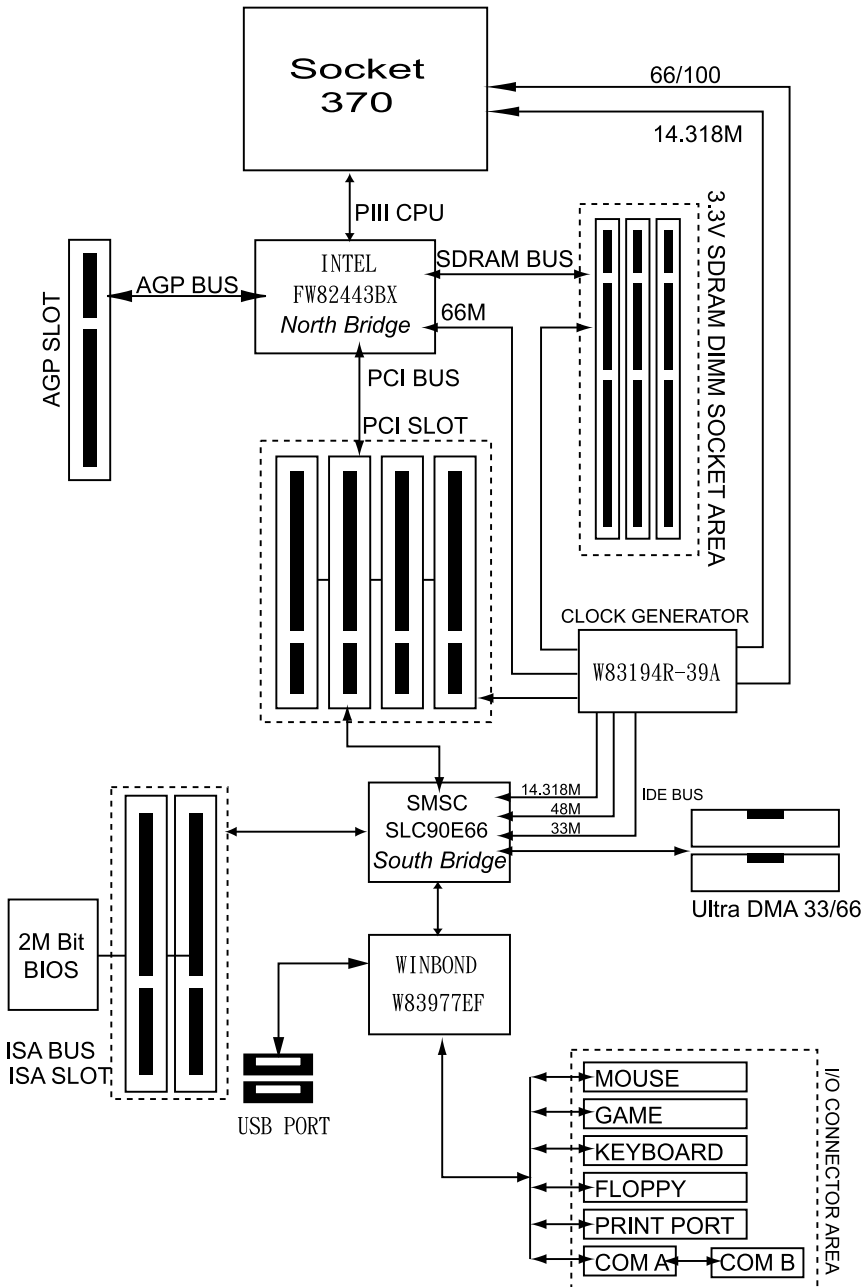 Socket
370
66/100
14.318M
PIII CPU
INTEL
FW82443BX
North Bridge
SDRAM BUS
AGP BUS
66M
AGP SLOT
3.3V SDRAM DIMM SOCKET AREA
PCI BUS
PCI SLOT
CLOCK GENERATOR
W83194R-39A
14.318M
48M
33M
IDE BUS
SMSC
SLC90E66
South Bridge
Ultra DMA 33/66
2M Bit
BIOS
WINBOND
W83977EF
ISA BUS
ISA SLOT
USB PORT
I/O CONNECTOR AREA
MOUSE
GAME
KEYBOARD
FLOPPY
PRINT PORT
COM A
COM B